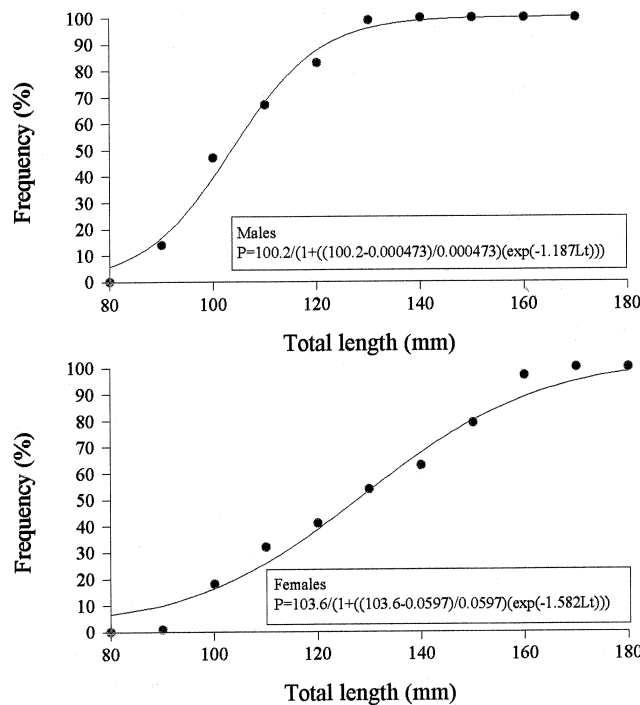 100
90
80
70
60
50
40
30
20
10
0
Frequency (%)
Males
P=100.2/(1+((100.2-0.000473)/0.000473)(exp(-1.187Lt)))
80 100 120 140 160 180
Total length (mm)
100
90
80
70
60
50
40
30
20
10
0
Frequency (%)
Females
P=103.6/(1+((103.6-0.0597)/0.0597)(exp(-1.582Lt)))
80 100 120 140 160 180
Total length (mm)